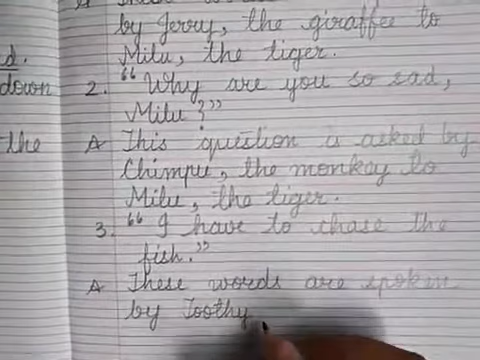 by Jerry, the giraffe to
Milu, the tiger.
d.
down
2. "Why are you so sad,
Milu?"
the
A This question is asked by
Chimpu, the monkey to
Milu, the tiger.
3. "I have to chase the
fish."
A These words are spoken
by Toothy,